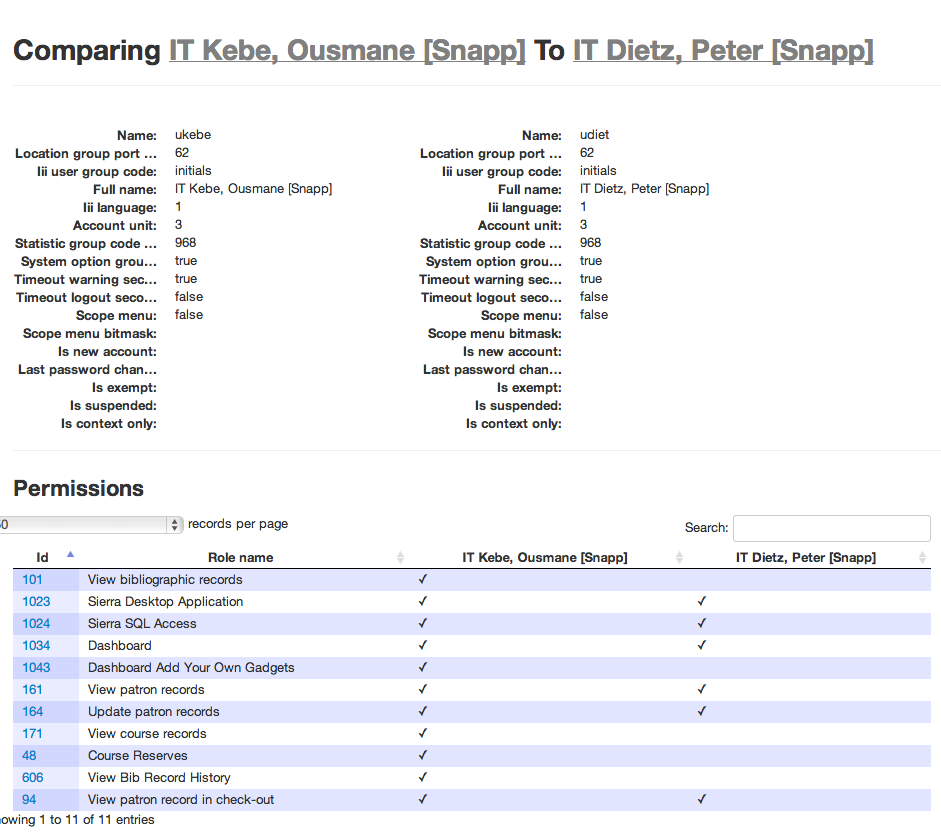 Comparing IT Kebe, Ousmane [Snapp] To IT Dietz, Peter [Snapp]
Name: ukebe Name: udiet
Location group port ... 62 Location group port ... 62
Iii user group code: initials Iii user group code: initials
Full name: IT Kebe, Ousmane [Snapp] Full name: IT Dietz, Peter [Snapp]
Iii language: 1 Iii language: 1
Account unit: 3 Account unit: 3
Statistic group code ... 968 Statistic group code ... 968
System option grou... true System option grou... true
Timeout warning sec... true Timeout warning sec... true
Timeout logout seco... false Timeout logout seco... false
Scope menu: false Scope menu: false
Scope menu bitmask: Scope menu bitmask:
Is new account: Is new account:
Last password chan... Last password chan...
Is exempt: Is exempt:
Is suspended: Is suspended:
Is context only: Is context only:
Permissions
0 records per page Search:
Id Role name IT Kebe, Ousmane [Snapp] IT Dietz, Peter [Snapp]
101 View bibliographic records ✓
1023 Sierra Desktop Application ✓ ✓
1024 Sierra SQL Access ✓ ✓
1034 Dashboard ✓ ✓
1043 Dashboard Add Your Own Gadgets ✓
161 View patron records ✓ ✓
164 Update patron records ✓ ✓
171 View course records ✓
48 Course Reserves ✓
606 View Bib Record History ✓
94 View patron record in check-out ✓ ✓
owing 1 to 11 of 11 entries